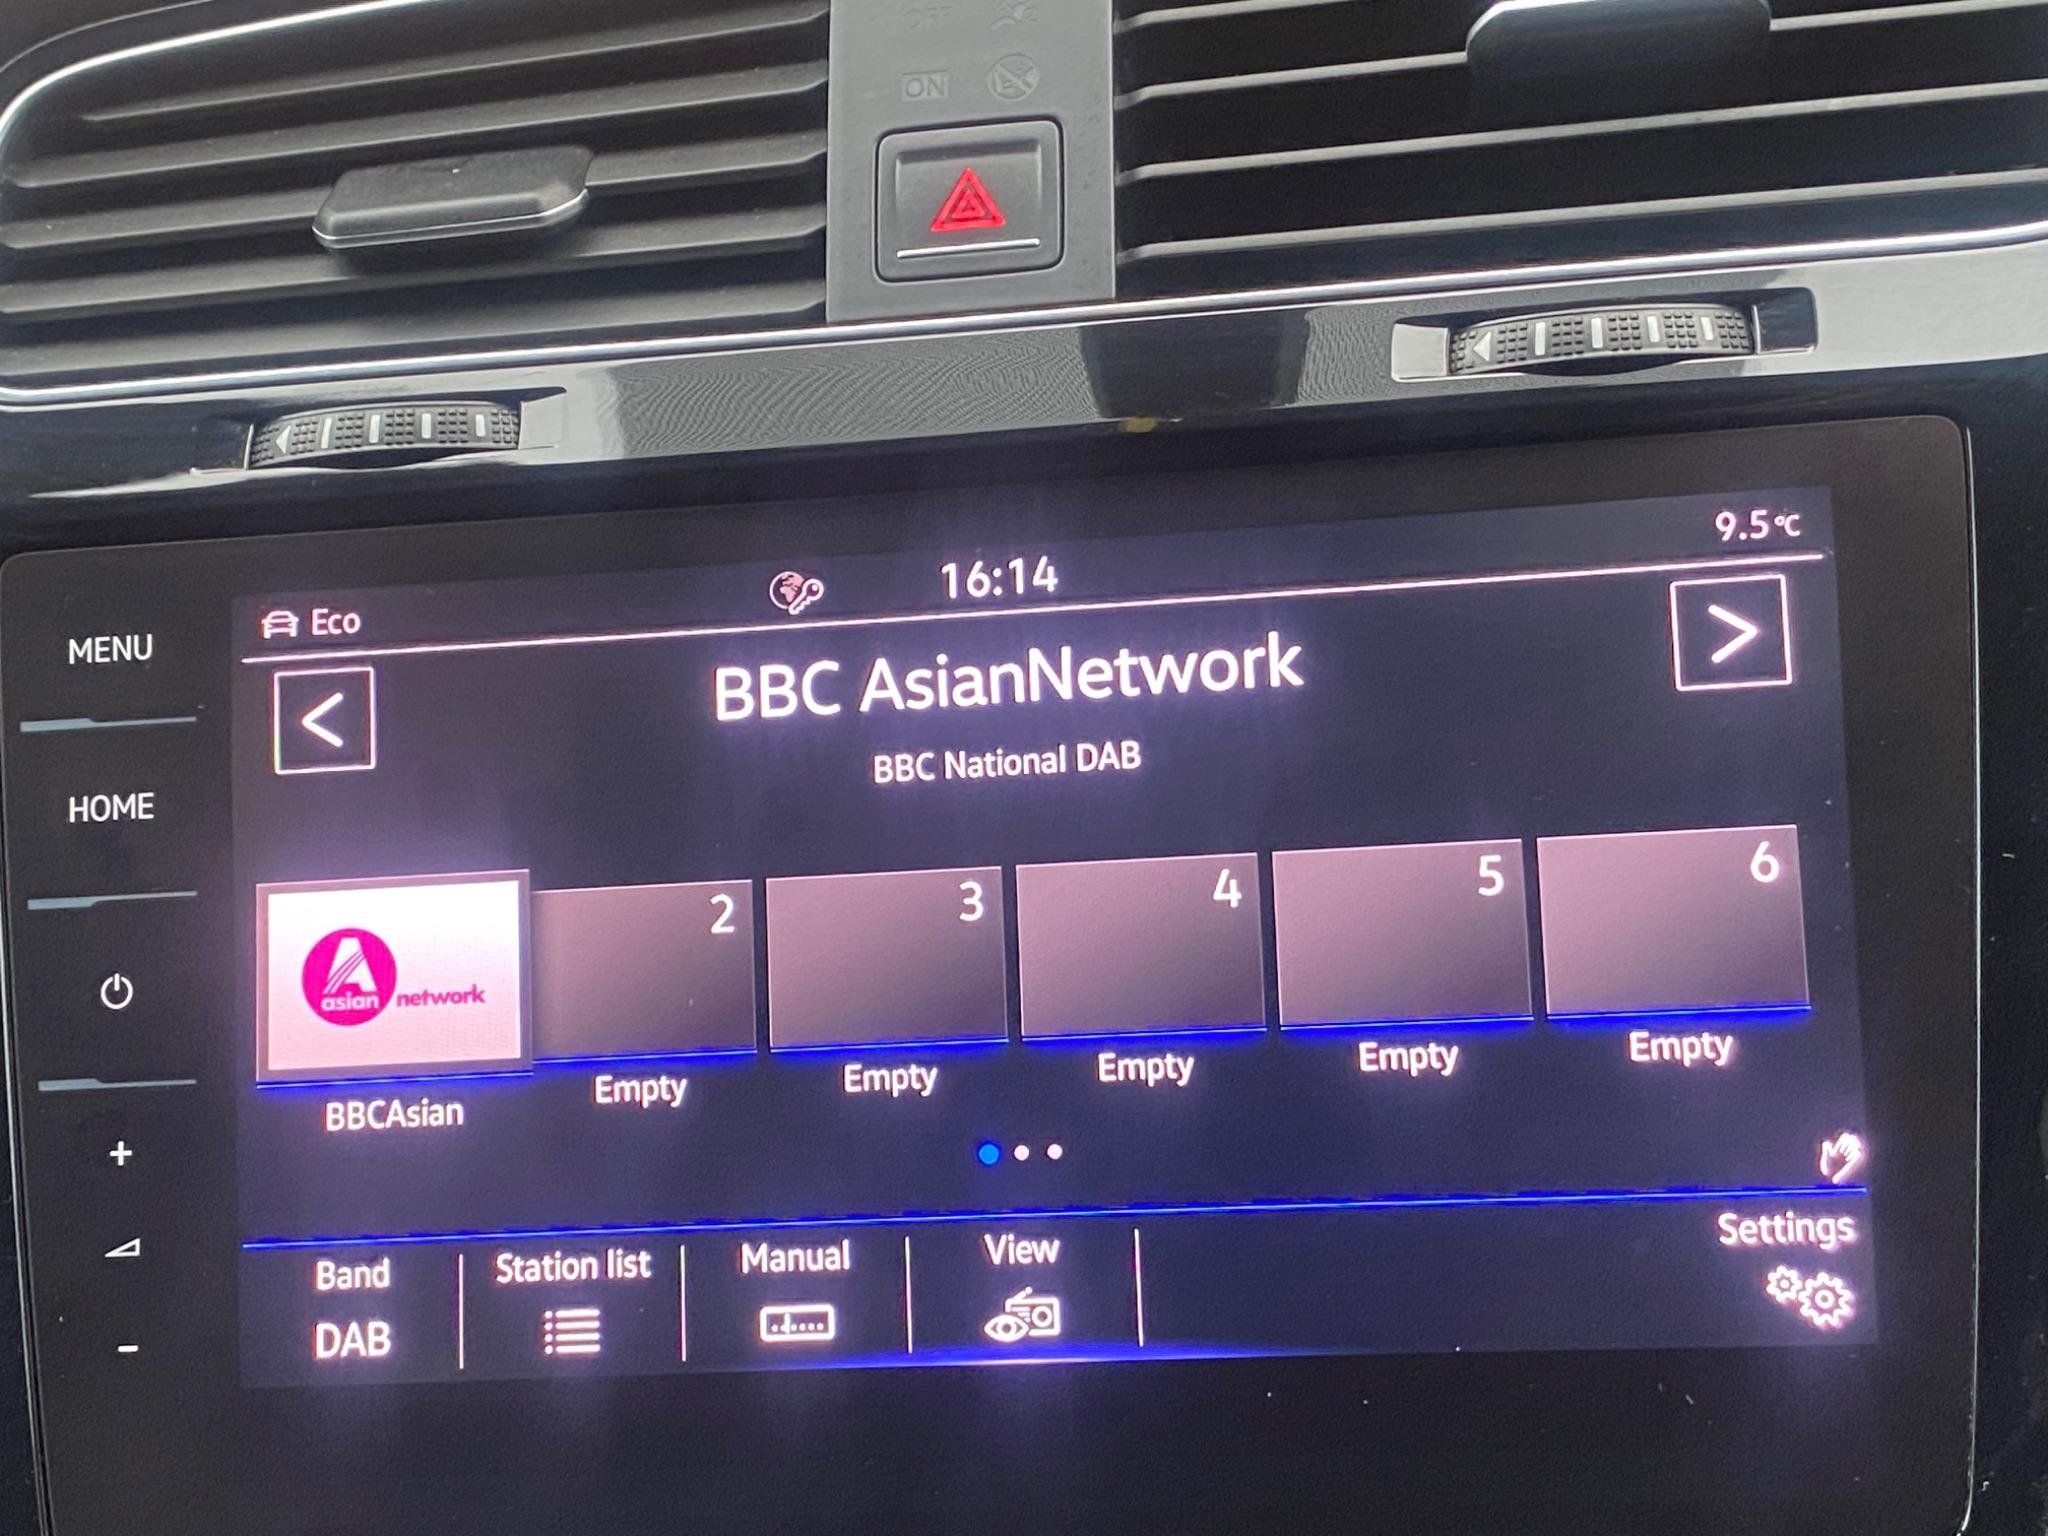 OFF
ON
9.5°C
16:14
Eco
MENU
BBC AsianNetwork
BBC National DAB
HOME
asian network
2
3
4
5
6
BBCAsian
Empty
Empty
Empty
Empty
Empty
+
-
Band
Station list
Manual
View
Settings
DAB